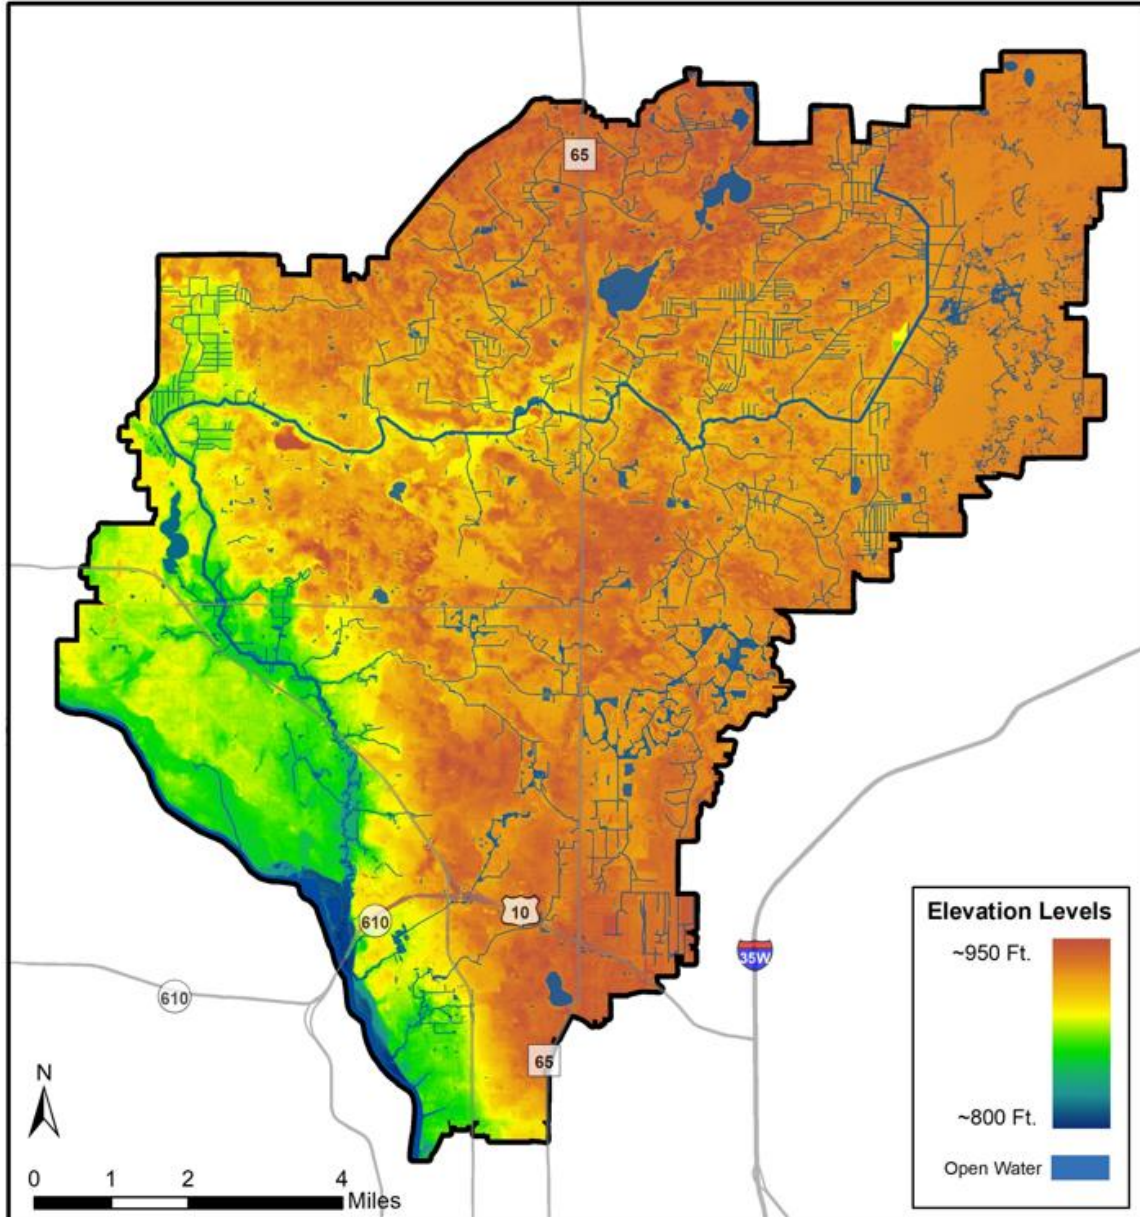 65
610
10
35W
610
65
N
0 1 2 4
Miles
Elevation Levels
~950 Ft.
~800 Ft.
Open Water